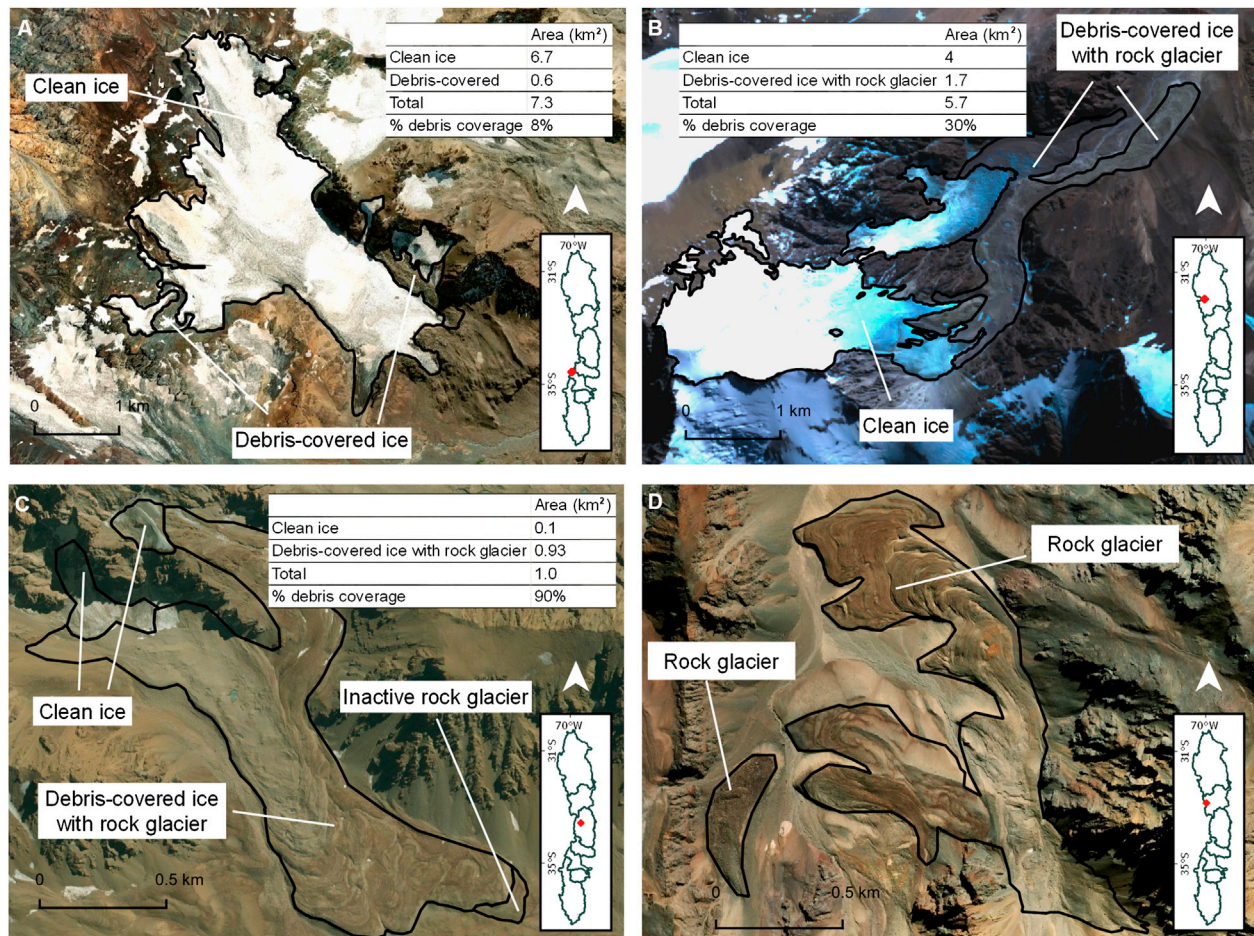 A
Area (km²)
Clean ice 6.7
Debris-covered 0.6
Total 7.3
% debris coverage 8%
Clean ice
Debris-covered ice
0 1 km
70°W
31°S
35°S
B
Area (km²)
Clean ice 4
Debris-covered ice with rock glacier 1.7
Total 5.7
% debris coverage 30%
Debris-covered ice
with rock glacier
Clean ice
0 1 km
70°W
31°S
35°S
C
Area (km²)
Clean ice 0.1
Debris-covered ice with rock glacier 0.93
Total 1.0
% debris coverage 90%
Clean ice
Inactive rock glacier
Debris-covered ice
with rock glacier
0 0.5 km
70°W
31°S
35°S
D
Rock glacier
Rock glacier
0 0.5 km
70°W
31°S
35°S